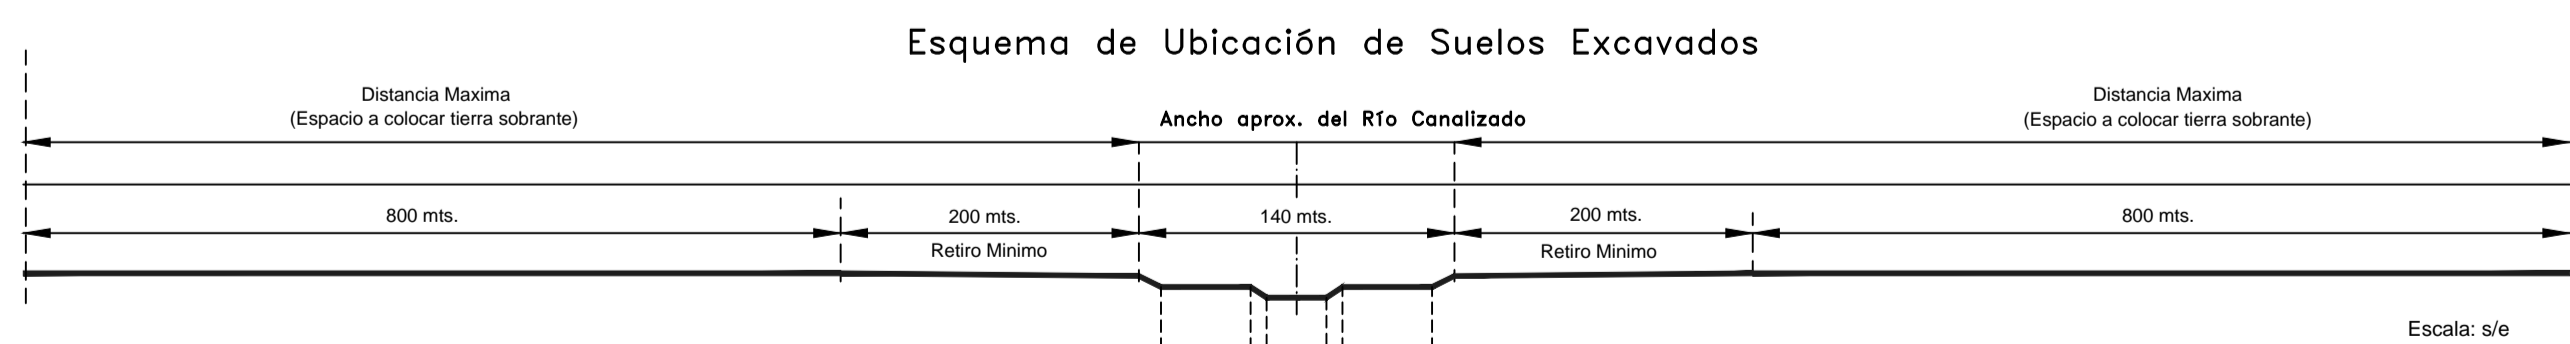 Esquema de Ubicación de Suelos Excavados
Distancia Maxima
(Espacio a colocar tierra sobrante)
Ancho aprox. del Río Canalizado
Distancia Maxima
(Espacio a colocar tierra sobrante)
800 mts.
200 mts.
140 mts.
200 mts.
800 mts.
Retiro Minimo
Retiro Minimo
Escala: s/e